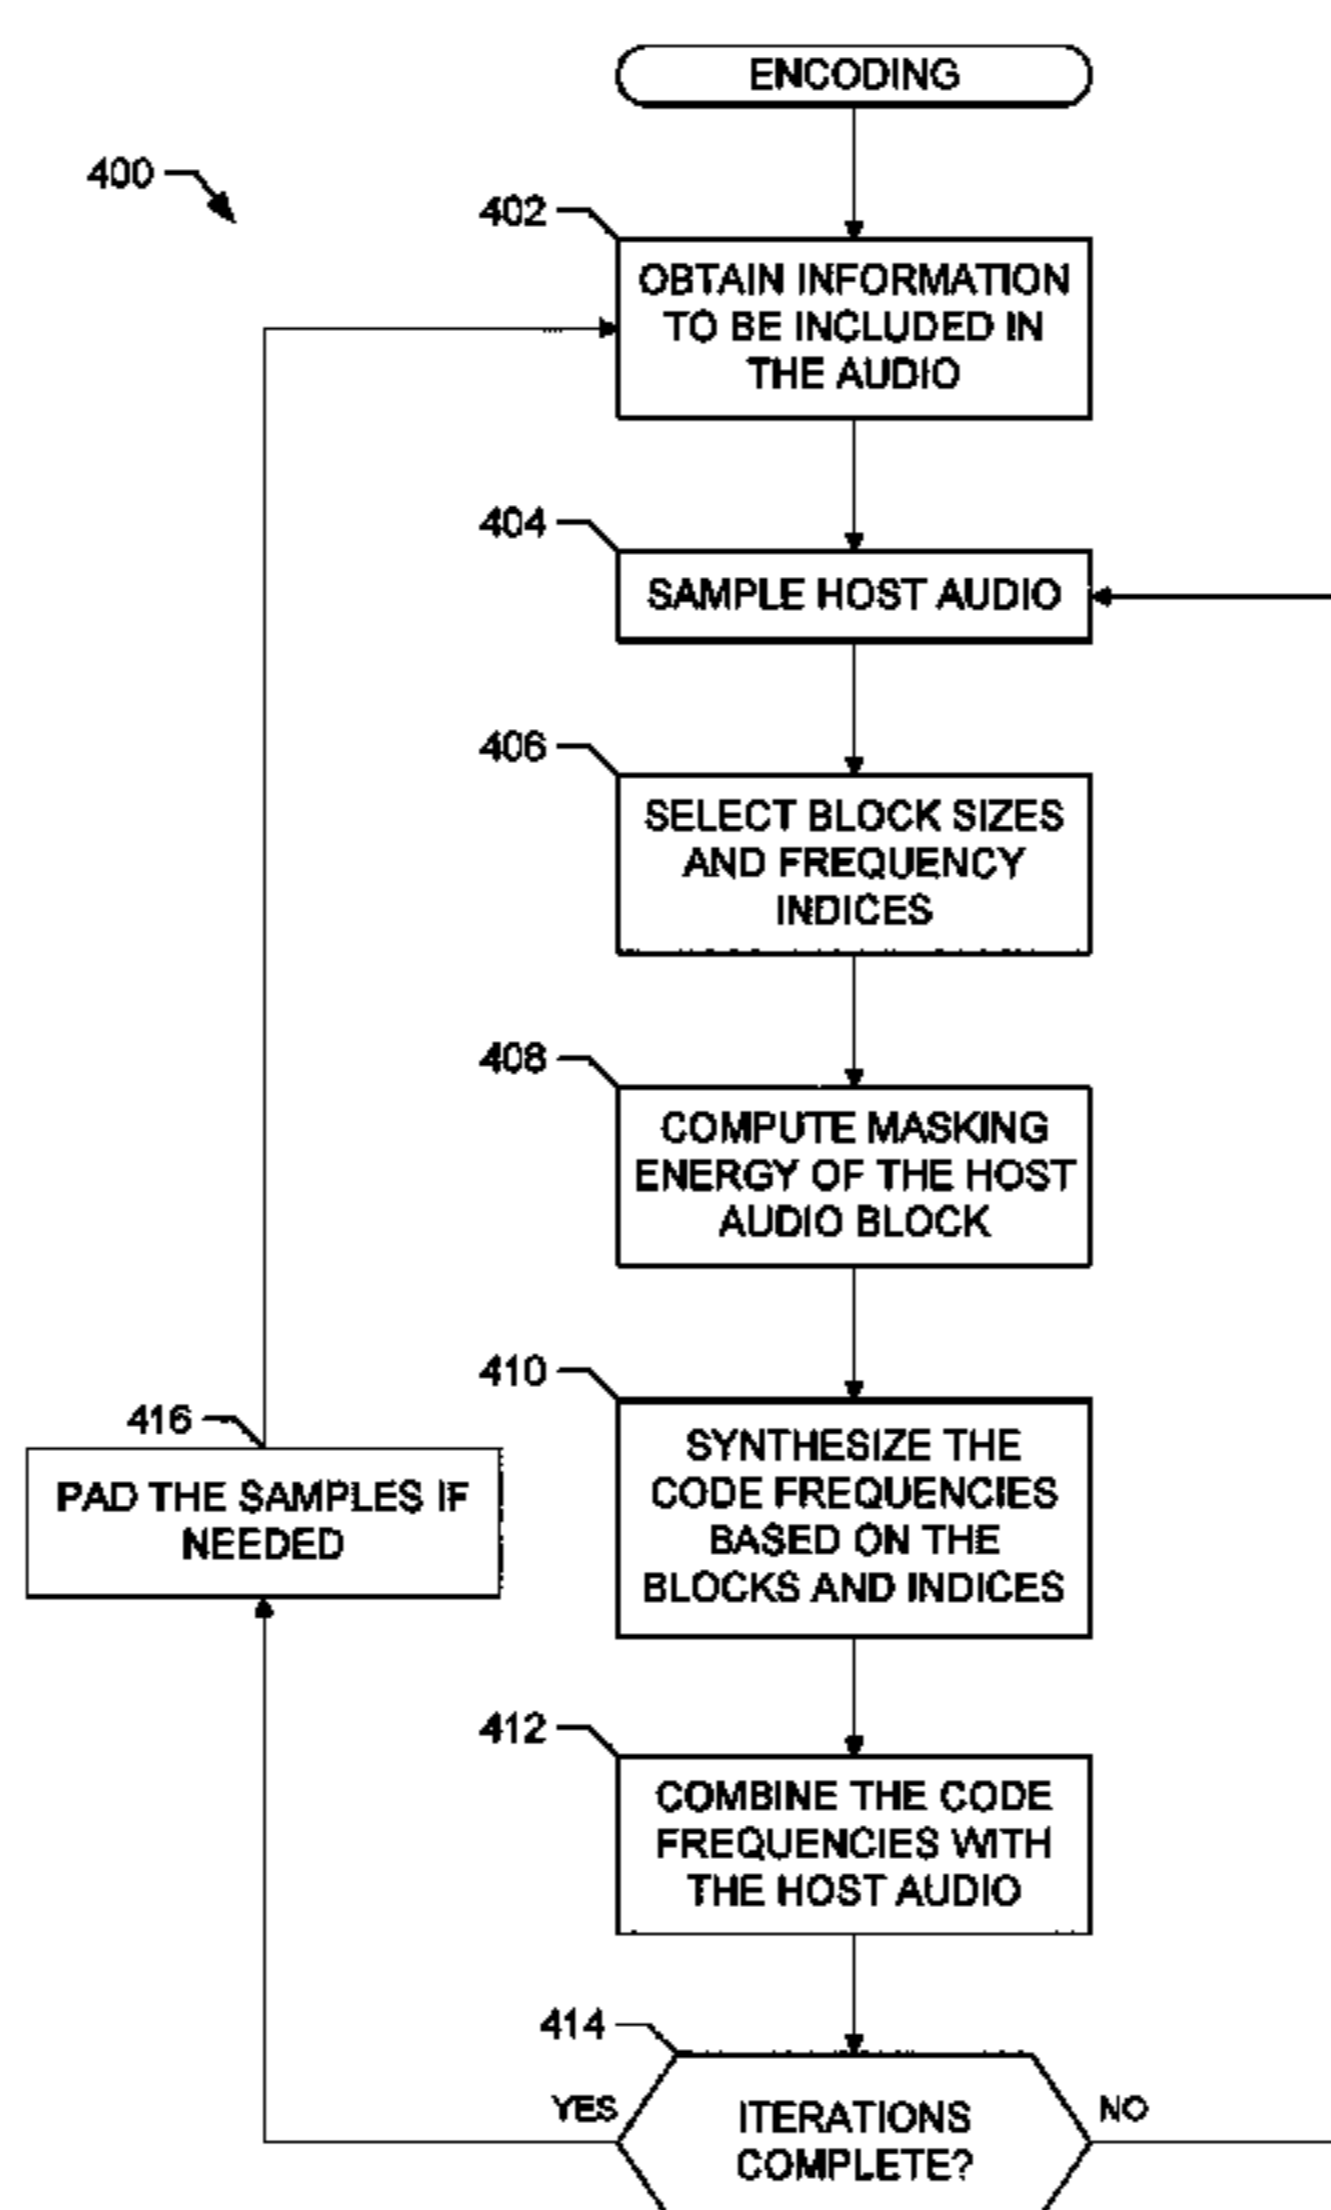 ENCODING
400
402
OBTAIN INFORMATION
TO BE INCLUDED IN
THE AUDIO
404
SAMPLE HOST AUDIO
406
SELECT BLOCK SIZES
AND FREQUENCY
INDICES
408
COMPUTE MASKING
ENERGY OF THE HOST
AUDIO BLOCK
410
SYNTHESIZE THE
CODE FREQUENCIES
BASED ON THE
BLOCKS AND INDICES
416
PAD THE SAMPLES IF
NEEDED
412
COMBINE THE CODE
FREQUENCIES WITH
THE HOST AUDIO
414
YES
ITERATIONS
COMPLETE?
NO